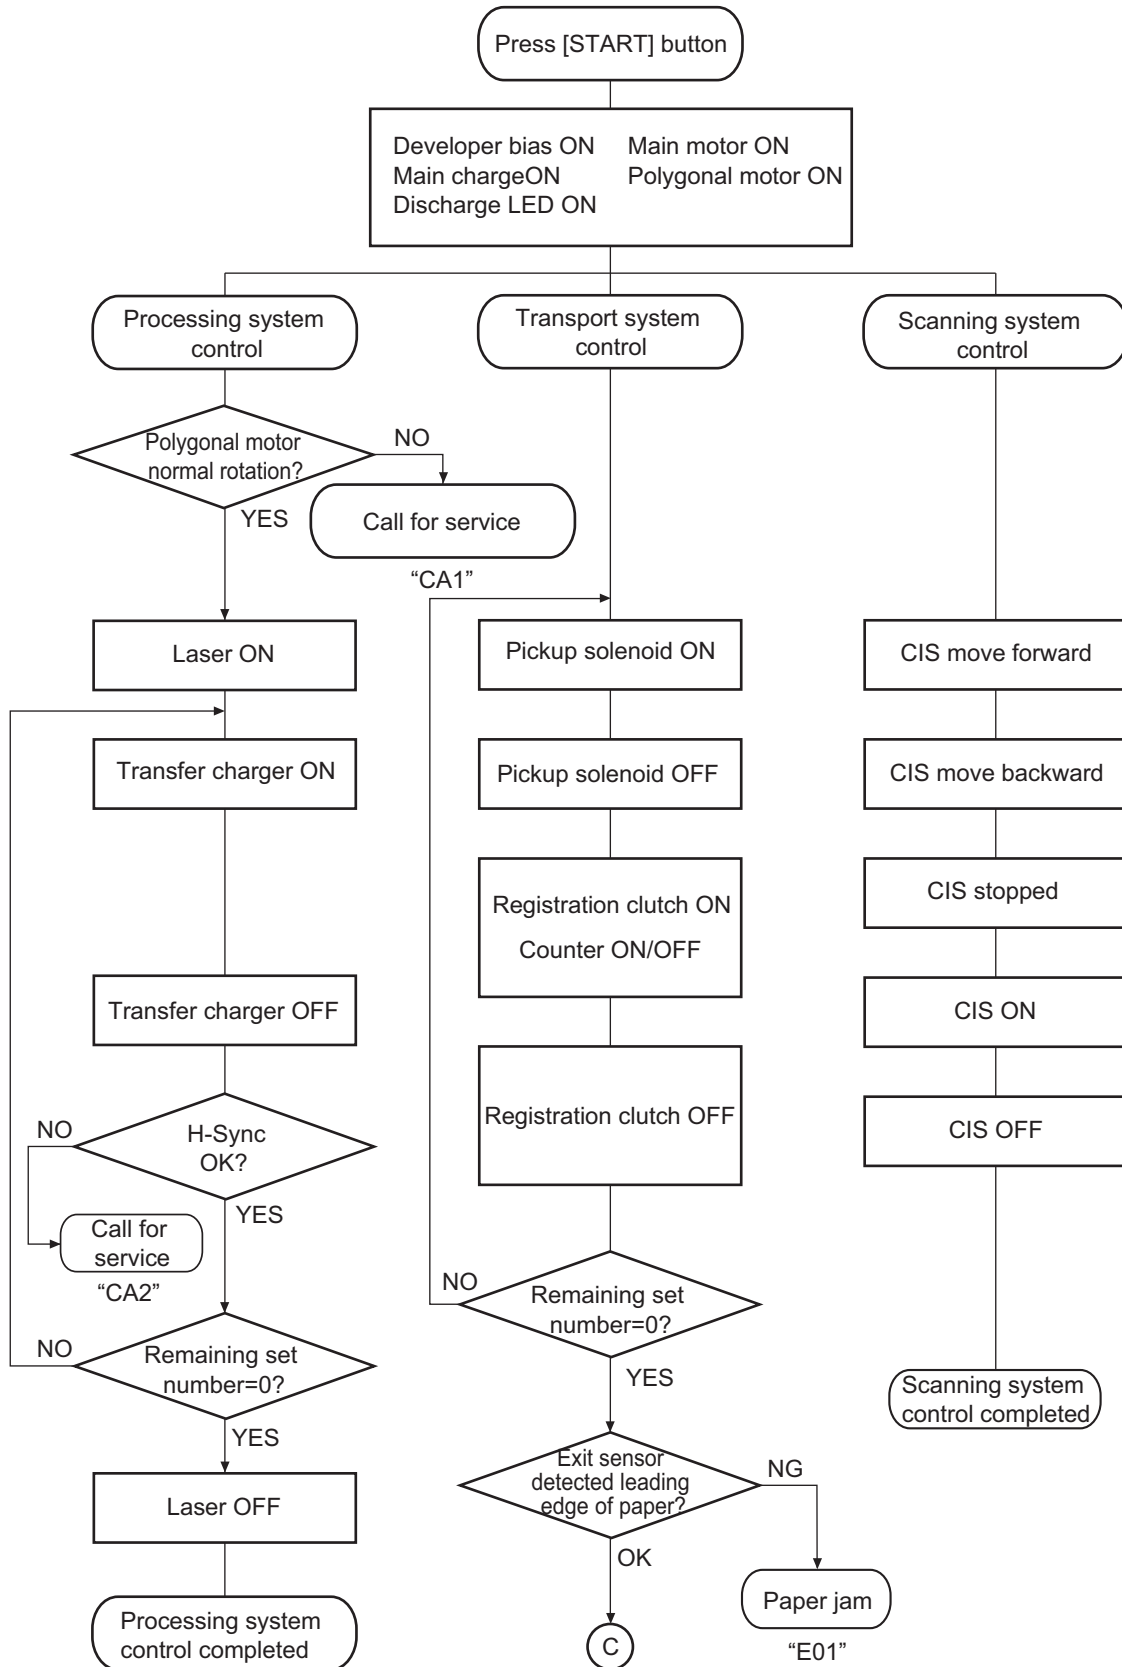 Press [START] button
Developer bias ON Main motor ON
Main chargeON Polygonal motor ON
Discharge LED ON
Processing system
control
Transport system
control
Scanning system
control
Polygonal motor
normal rotation?
NO
YES
Call for service
“CA1”
Laser ON
Pickup solenoid ON
CIS move forward
Transfer charger ON
Pickup solenoid OFF
CIS move backward
Registration clutch ON
Counter ON/OFF
CIS stopped
Transfer charger OFF
CIS ON
Registration clutch OFF
CIS OFF
NO
H-Sync
OK?
YES
Call for
service
“CA2”
NO
Remaining set
number=0?
YES
NO
Remaining set
number=0?
YES
Scanning system
control completed
Exit sensor
detected leading
edge of paper?
NG
OK
Laser OFF
Paper jam
“E01”
Processing system
control completed
C